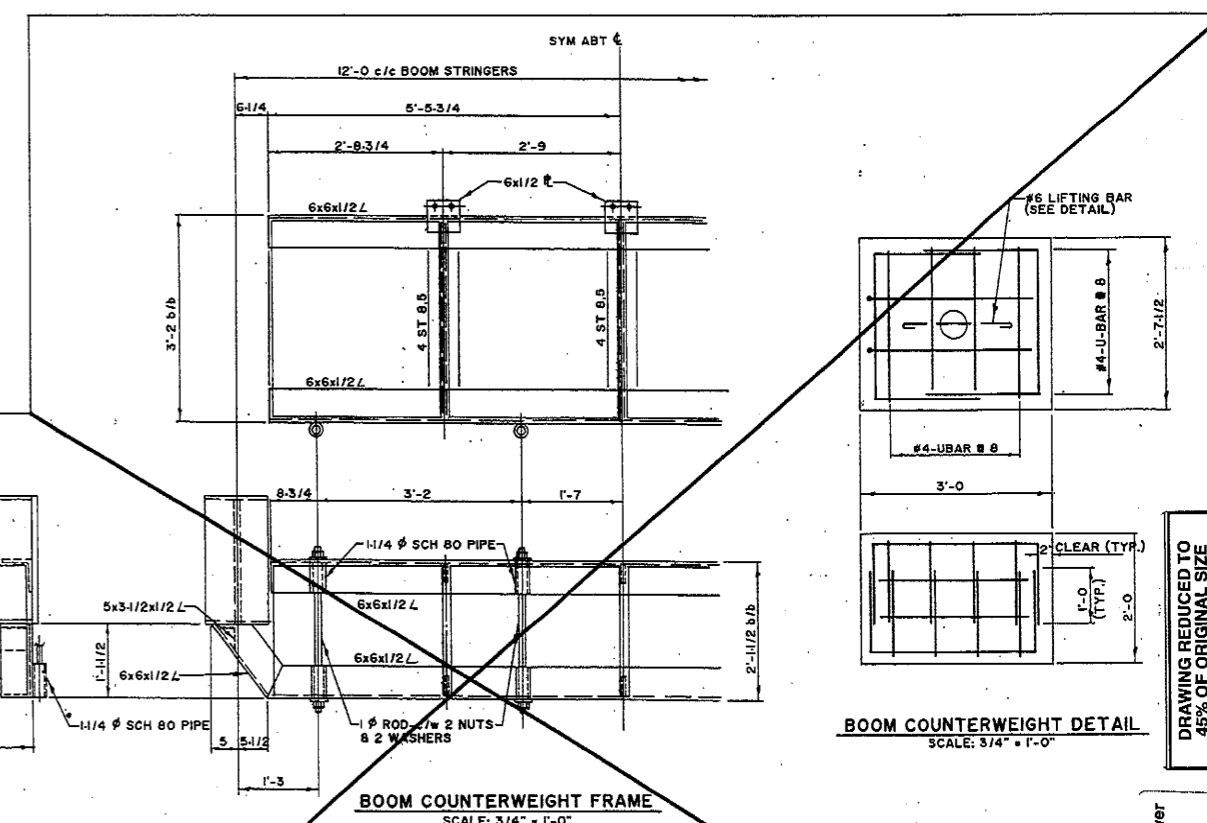 SYM ABT ℄
12'-0 c/c BOOM STRINGERS
6-1/4
5'-5-3/4
2'-8-3/4
2'-9
6x1/2 ℄
6x6x1/2∠
3'-2 b/b
4 ST 8.5
4 ST 8.5
6x6x1/2∠
8-3/4
3'-2
1'-7
1-1/4 Ø SCH 80 PIPE
5x3-1/2x1/2∠
6x6x1/2∠
6x6x1/2∠
1'-1-1/2
6x6x1/2∠
2'-1-1/2 b/b
1-1/4 Ø SCH 80 PIPE
1 Ø ROD-c/w 2 NUTS
& 2 WASHERS
5
5-1/2
1'-3
BOOM COUNTERWEIGHT FRAME
SCALE: 3/4" = 1'-0"
#6 LIFTING BAR
(SEE DETAIL)
#4-U-BAR @ 8
2'-7-1/2
#4-UBAR @ 8
3'-0
2" CLEAR (TYP.)
1'-0
(TYP.)
2'-0
BOOM COUNTERWEIGHT DETAIL
SCALE: 3/4" = 1'-0"
DRAWING REDUCED TO
45% OF ORIGINAL SIZE